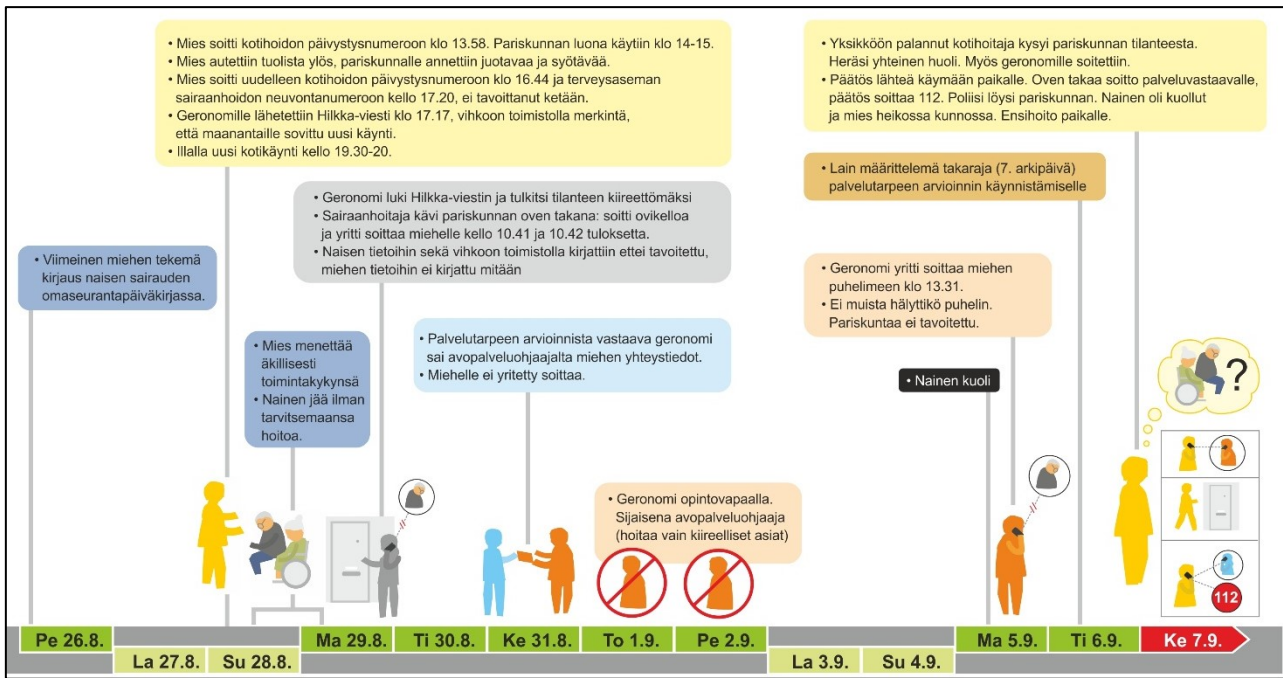 • Mies soitti kotihoidon päivystysnumeroon klo 13.58. Pariskunnan luona käytiin klo 14-15.
• Mies autettiin tuolista ylös, pariskunnalle annettiin juotavaa ja syötävää.
• Mies soitti uudelleen kotihoidon päivystysnumeroon klo 16.44 ja terveysaseman
sairaanhoidon neuvontanumeroon kello 17.20, ei tavoittanut ketään.
• Geronomille lähetettiin Hilkka-viesti klo 17.17, vihkoon toimistolla merkintä,
että maanantaille sovittu uusi käynti.
• Illalla uusi kotikäynti kello 19.30-20.
• Yksikköön palannut kotihoitaja kysyi pariskunnan tilanteesta.
Heräsi yhteinen huoli. Myös geronomille soitettiin.
• Päätös lähteä käymään paikalle. Oven takaa soitto palveluvastaavalle,
päätös soittaa 112. Poliisi löysi pariskunnan. Nainen oli kuollut
ja mies heikossa kunnossa. Ensihoito paikalle.
• Geronomi luki Hilkka-viestin ja tulkitsi tilanteen kiireettömäksi
• Sairaanhoitaja kävi pariskunnan oven takana: soitti ovikelloa
ja yritti soittaa miehelle kello 10.41 ja 10.42 tuloksetta.
• Naisen tietoihin sekä vihkoon toimistolla kirjattiin ettei tavoitettu,
miehen tietoihin ei kirjattu mitään
• Lain määrittelemä takaraja (7. arkipäivä)
palvelutarpeen arvioinnin käynnistämiselle
• Viimeinen miehen tekemä
kirjaus naisen sairauden
omaseurantapäiväkirjassa.
• Geronomi yritti soittaa miehen
puhelimeen klo 13.31.
• Ei muista hälyttikö puhelin.
Pariskuntaa ei tavoitettu.
• Mies menettää
äkillisesti
toimintakykynsä
• Nainen jää ilman
tarvitsemaansa
hoitoa.
• Palvelutarpeen arvioinnista vastaava geronomi
sai avopalveluohjaajalta miehen yhteystiedot.
• Miehelle ei yritetty soittaa.
• Nainen kuoli
?
• Geronomi opintovapaalla.
Sijaisena avopalveluohjaaja
(hoitaa vain kiireelliset asiat)
112
Pe 26.8.
La 27.8.
Su 28.8.
Ma 29.8.
Ti 30.8.
Ke 31.8.
To 1.9.
Pe 2.9.
La 3.9.
Su 4.9.
Ma 5.9.
Ti 6.9.
Ke 7.9.